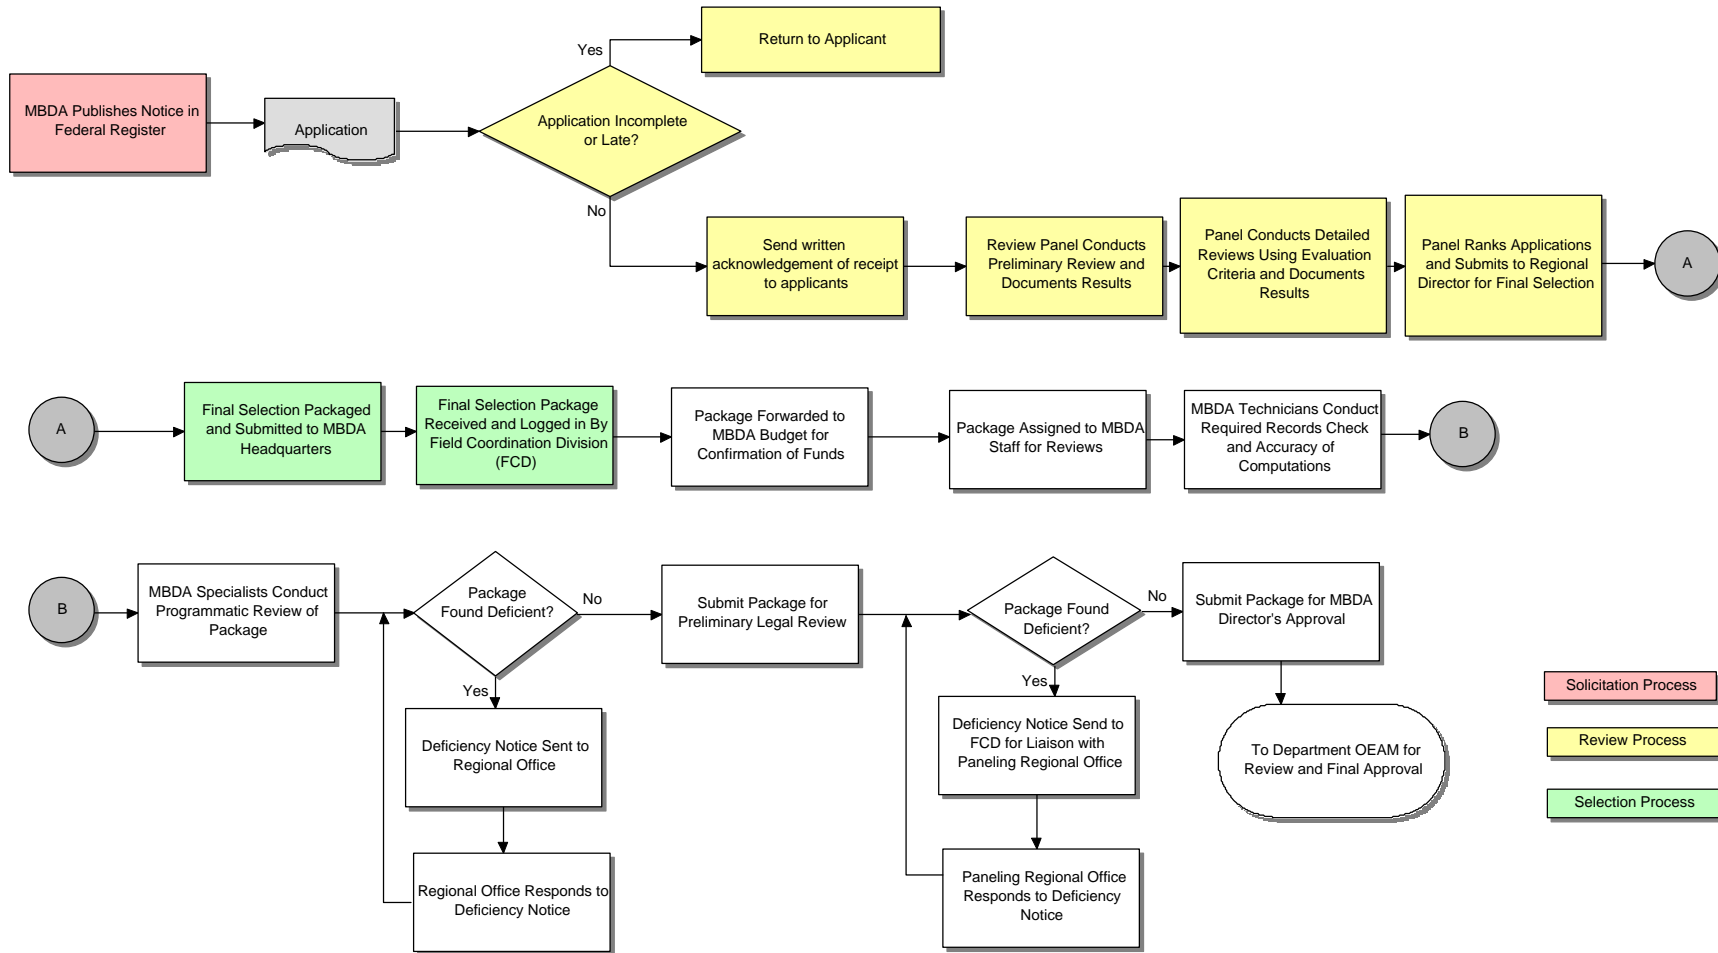 Yes
Return to Applicant
MBDA Publishes Notice in
Federal Register
Application
Application Incomplete
or Late?
No
Send written
acknowledgement of receipt
to applicants
Review Panel Conducts
Preliminary Review and
Documents Results
Panel Conducts Detailed
Reviews Using Evaluation
Criteria and Documents
Results
Panel Ranks Applications
and Submits to Regional
Director for Final Selection
A
A
Final Selection Packaged
and Submitted to MBDA
Headquarters
Final Selection Package
Received and Logged in By
Field Coordination Division
(FCD)
Package Forwarded to
MBDA Budget for
Confirmation of Funds
Package Assigned to MBDA
Staff for Reviews
MBDA Technicians Conduct
Required Records Check
and Accuracy of
Computations
B
B
MBDA Specialists Conduct
Programmatic Review of
Package
Package
Found Deficient?
No
Submit Package for
Preliminary Legal Review
Package Found
Deficient?
No
Submit Package for MBDA
Director's Approval
Yes
Deficiency Notice Sent to
Regional Office
Regional Office Responds to
Deficiency Notice
Yes
Deficiency Notice Send to
FCD for Liaison with
Paneling Regional Office
Paneling Regional Office
Responds to Deficiency
Notice
To Department OEAM for
Review and Final Approval
Solicitation Process
Review Process
Selection Process